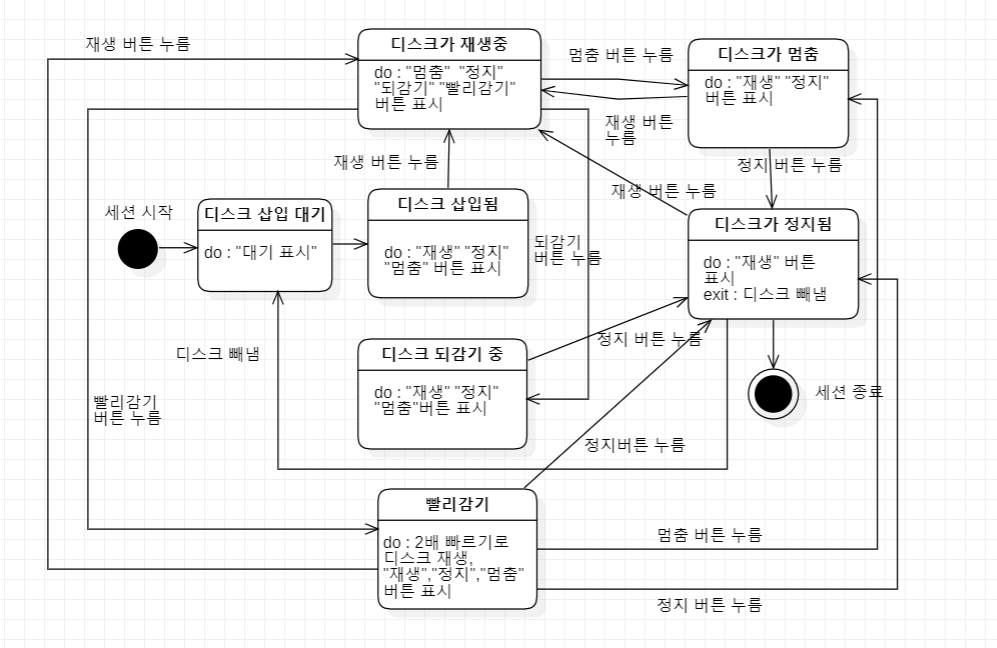 재생 버튼 누름
디스크가 재생중
do : "멈춤"  "정지"
"되감기" "빨리감기"
버튼 표시
멈춤 버튼 누름
디스크가 멈춤
do : "재생" "정지"
버튼 표시
재생 버튼
누름
재생 버튼 누름
정지 버튼 누름
재생 버튼 누름
세션 시작
디스크 삽입 대기
do : "대기 표시"
디스크 삽입됨
do : "재생" "정지"
"멈춤" 버튼 표시
되감기
버튼 누름
디스크가 정지됨
do : "재생" 버튼
표시
exit : 디스크 빼냄
디스크 빼냄
디스크 되감기 중
do : "재생" "정지"
"멈춤"버튼 표시
정지 버튼 누름
세션 종료
빨리감기
버튼 누름
정지버튼 누름
빨리감기
do : 2배 빠르기로
디스크 재생,
"재생","정지","멈춤"
버튼 표시
멈춤 버튼 누름
정지 버튼 누름